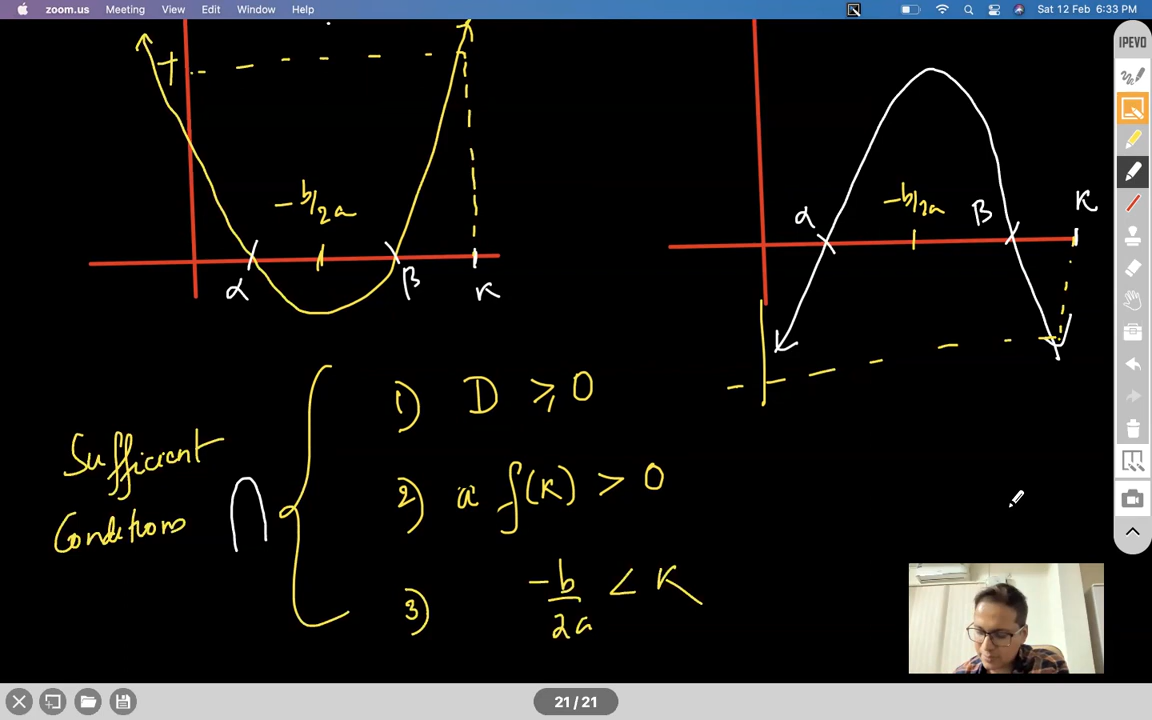 zoom.us Meeting View Edit Window Help Sat 12 Feb 6:33 PM
IPEVO
+
-b/2a
α β K
-b/2a
α β K
Sufficient
Conditions
∩
1) D ⩾ 0
2) a f(K) > 0
3) -b/2a < K
21 / 21